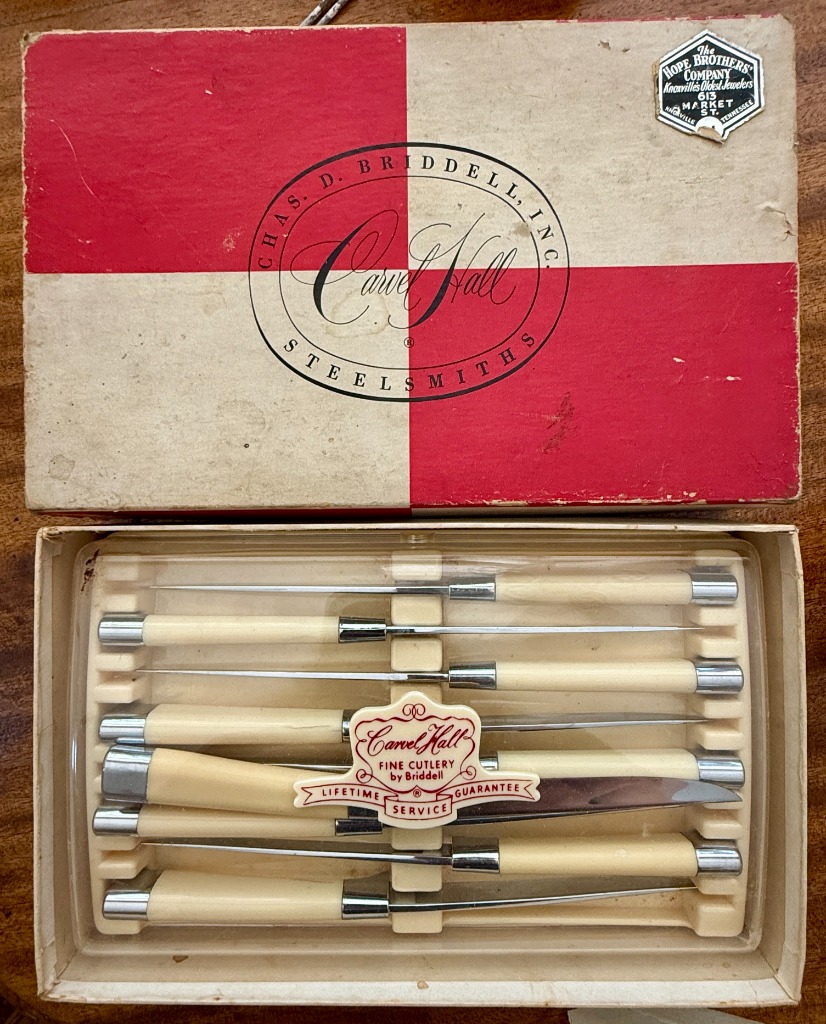 The
HOPE BROTHERS'
COMPANY
Knoxville's Oldest Jewelers
613
MARKET
ST.
KNOXVILLE TENNESSEE
CHAS. D. BRIDDELL, INC.
Carvel Hall
®
STEELSMITHS
Carvel Hall
FINE CUTLERY
by Briddell
®
LIFETIME SERVICE GUARANTEE